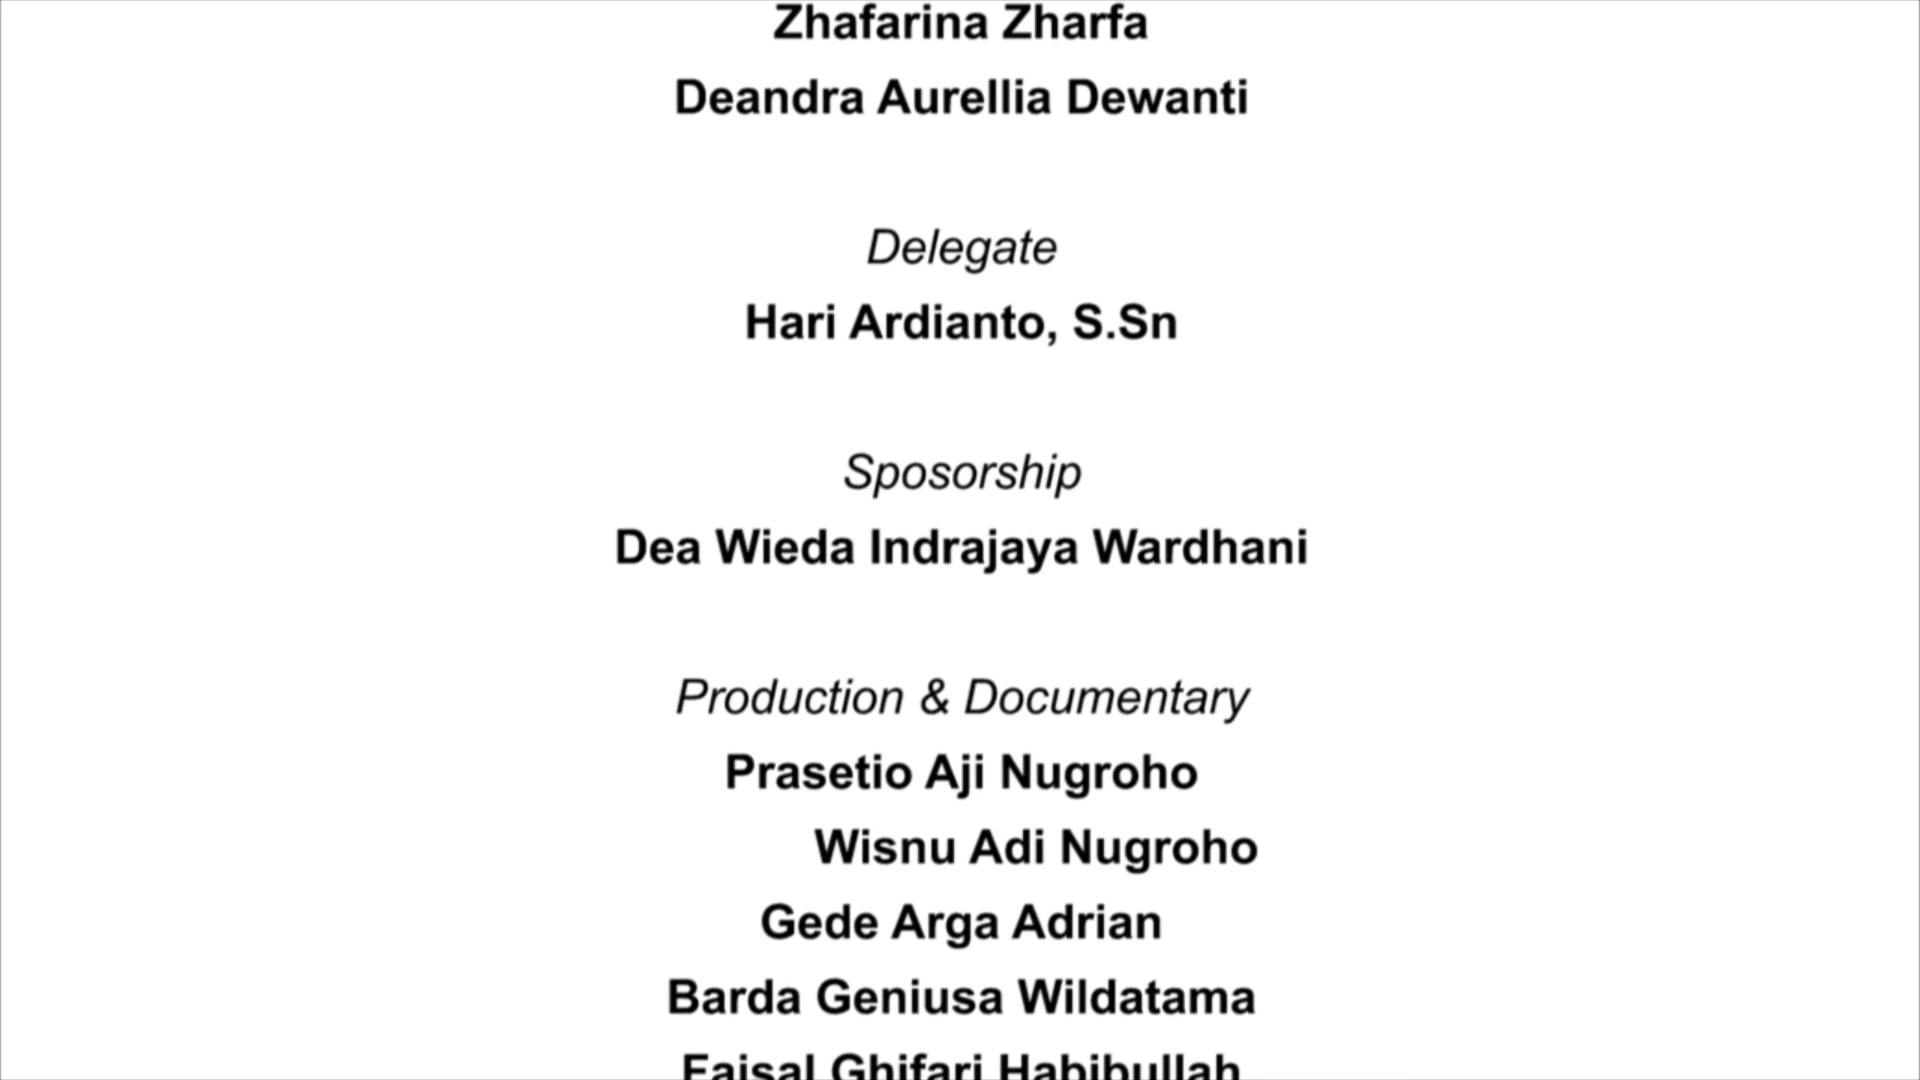 Zhafarina Zharfa
Deandra Aurellia Dewanti
Delegate
Hari Ardianto, S.Sn
Sposorship
Dea Wieda Indrajaya Wardhani
Production & Documentary
Prasetio Aji Nugroho
Wisnu Adi Nugroho
Gede Arga Adrian
Barda Geniusa Wildatama
Faisal Ghifari Habibullah